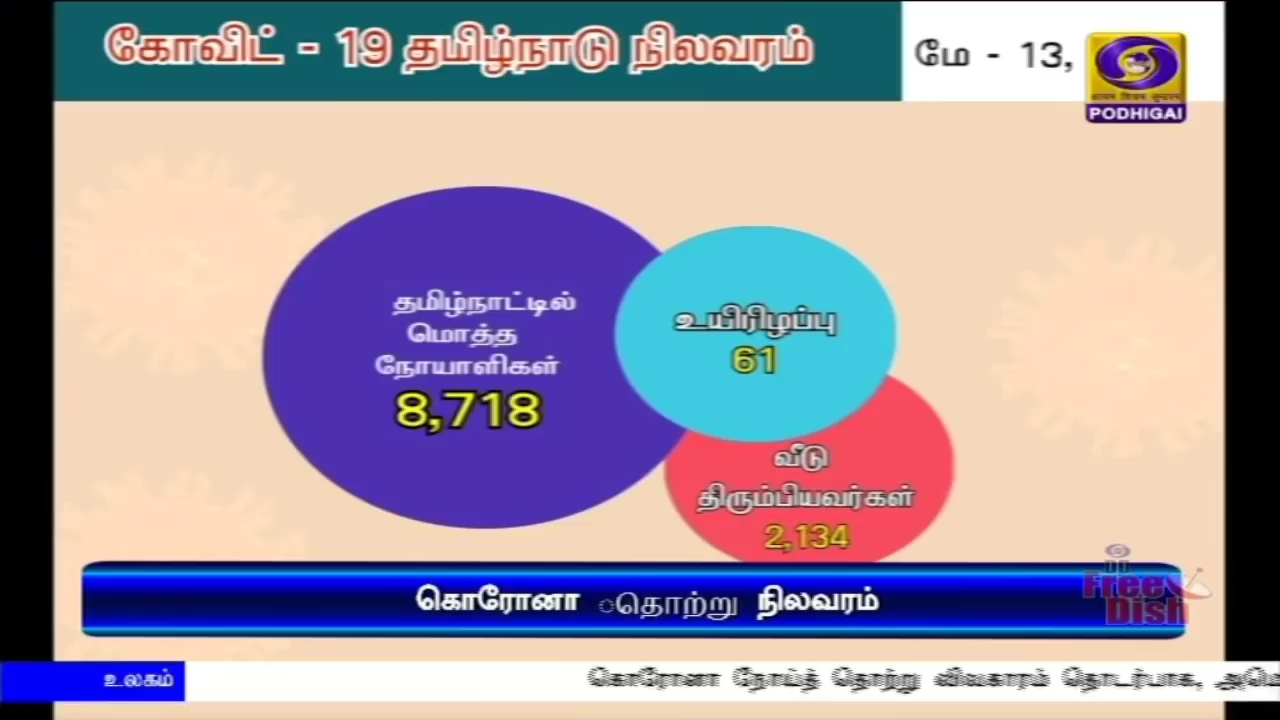 கோவிட் - 19 தமிழ்நாடு நிலவரம்
மே - 13,
PODHIGAI
தமிழ்நாட்டில்
மொத்த
நோயாளிகள்
8,718
உயிரிழப்பு
61
வீடு
திரும்பியவர்கள்
2,134
கொரோனா ்தொற்று நிலவரம்
DD
Free
Dish
உலகம்
கொரோனா நோய்த் தொற்று விவகாரம் தொடர்பாக,